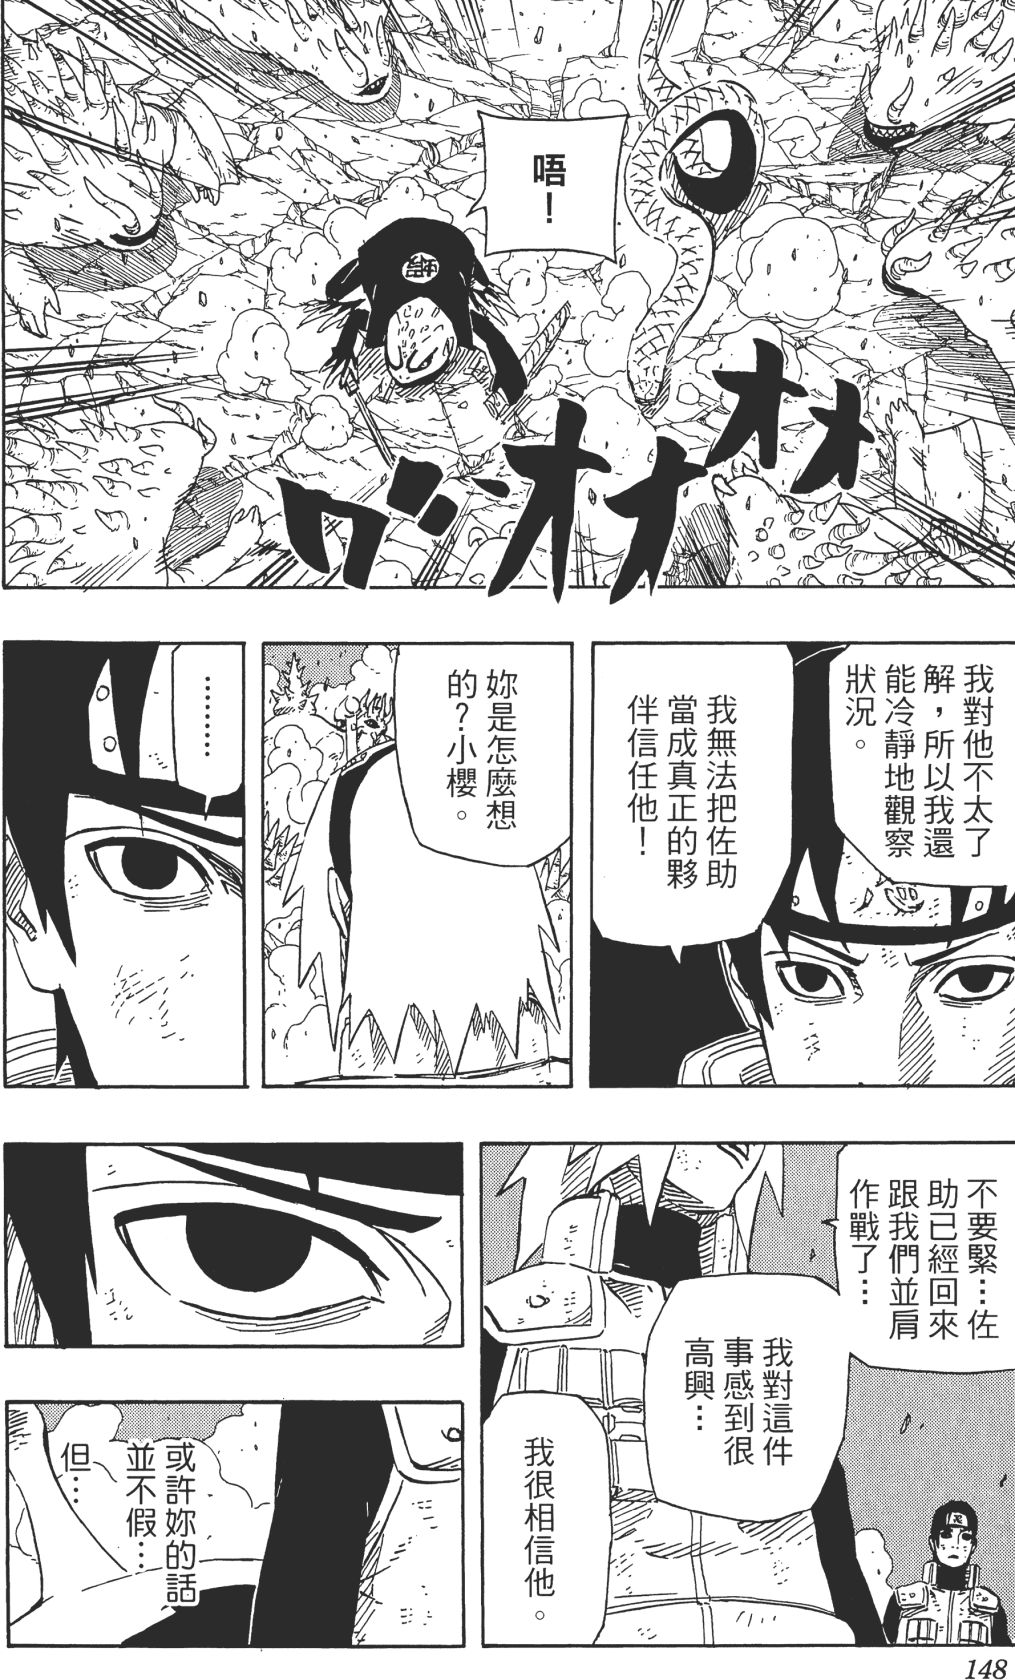 唔！
グオオオオ
我對他不太了
解，所以我還
能冷靜地觀察
狀況。
我無法把佐助
當成真正的夥
伴信任他！
妳是怎麼想
的？小櫻。
………
不要緊…佐
助已經回來
跟我們並肩
作戰了…
我對這件
事感到很
高興…
我很相信他。
或許妳的話
並不假…
但…
148